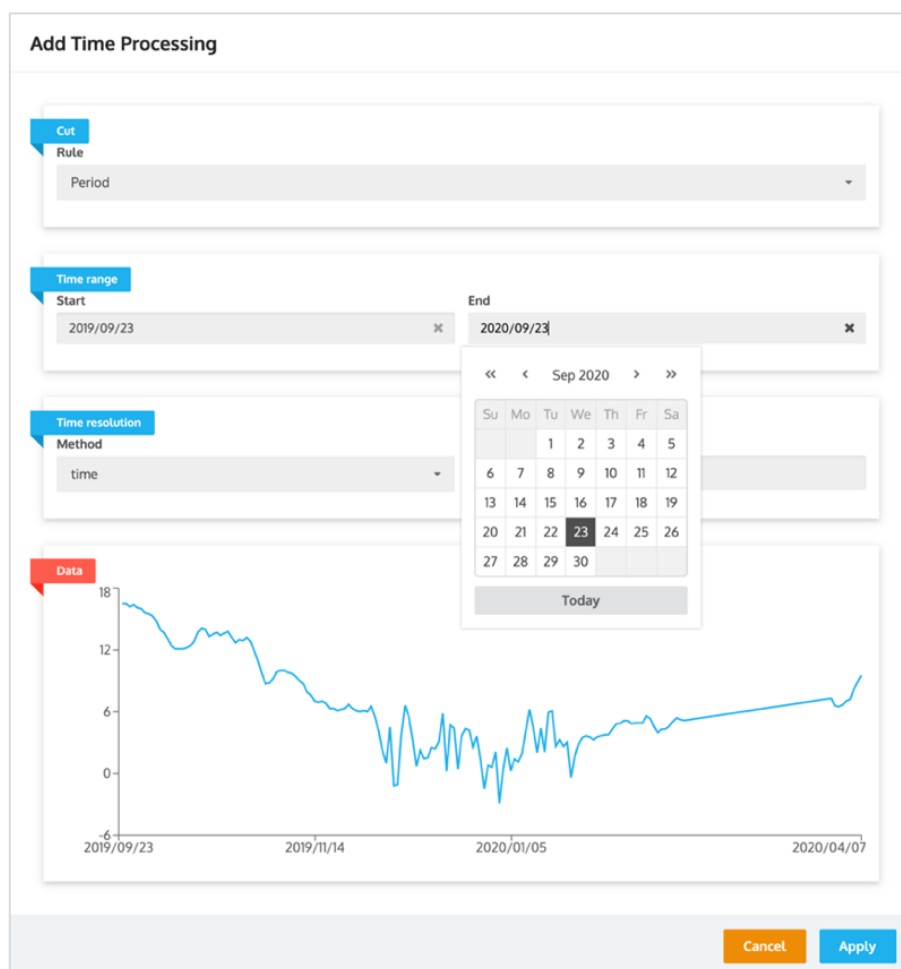 Add Time Processing
Cut
Rule
Period
Time range
Start
End
2019/09/23
2020/09/23
Sep 2020
Su Mo Tu We Th Fr Sa
1 2 3 4 5
6 7 8 9 10 11 12
13 14 15 16 17 18 19
20 21 22 23 24 25 26
27 28 29 30
Today
Time resolution
Method
time
Data
18
12
6
0
-6
2019/09/23 2019/11/14 2020/01/05 2020/04/07
Cancel Apply